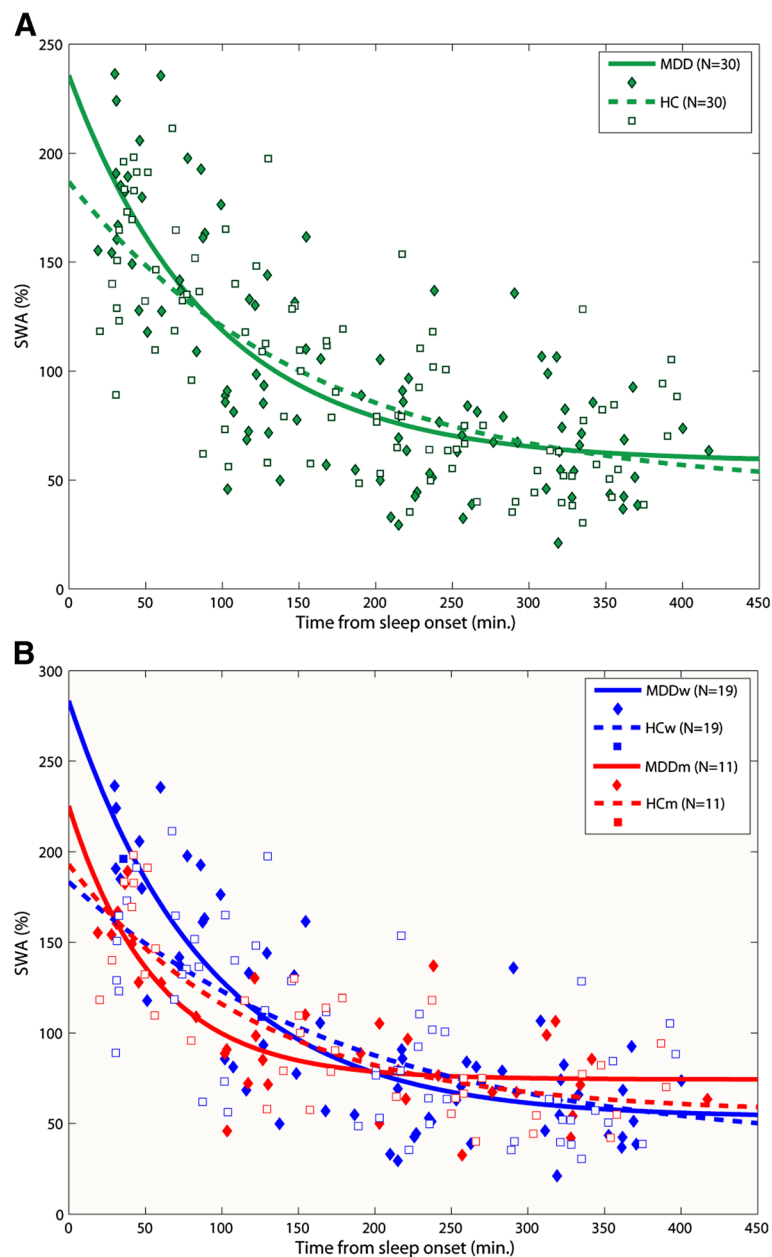 A
250
200
150
100
50
0
SWA (%)
MDD (N=30)
HC (N=30)
0 50 100 150 200 250 300 350 400 450
Time from sleep onset (min.)
B
300
250
200
150
100
50
0
SWA (%)
MDDw (N=19)
HCw (N=19)
MDDm (N=11)
HCm (N=11)
0 50 100 150 200 250 300 350 400 450
Time from sleep onset (min.)